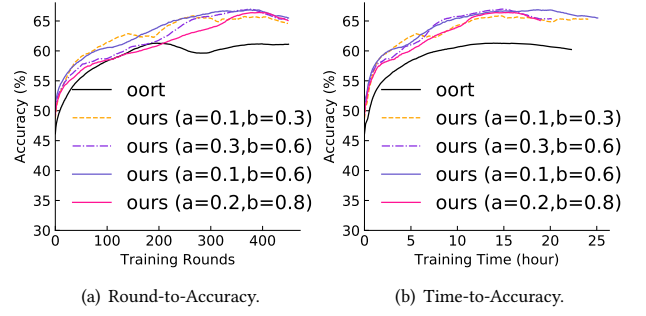 65
60
55
50
45
40
35
30
Accuracy (%)
oort
ours (a=0.1,b=0.3)
ours (a=0.3,b=0.6)
ours (a=0.1,b=0.6)
ours (a=0.2,b=0.8)
0 100 200 300 400
Training Rounds
(a) Round-to-Accuracy.
65
60
55
50
45
40
35
30
Accuracy (%)
oort
ours (a=0.1,b=0.3)
ours (a=0.3,b=0.6)
ours (a=0.1,b=0.6)
ours (a=0.2,b=0.8)
0 5 10 15 20 25
Training Time (hour)
(b) Time-to-Accuracy.